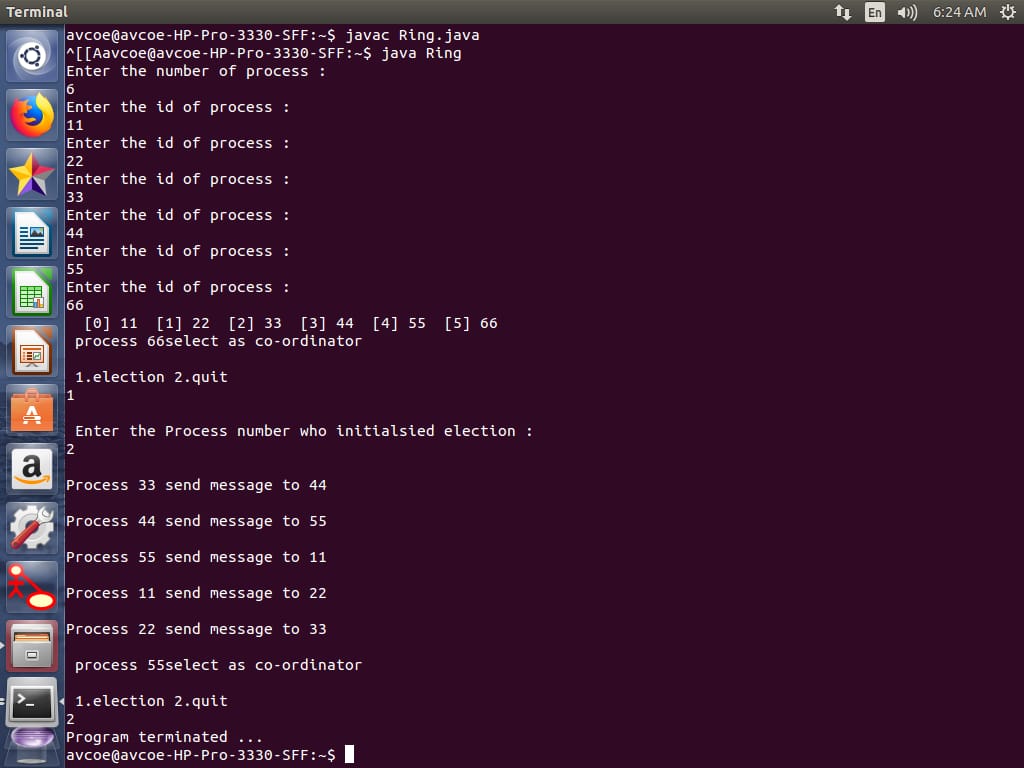 Terminal
En
6:24 AM
avcoe@avcoe-HP-Pro-3330-SFF:~$ javac Ring.java
^[[Aavcoe@avcoe-HP-Pro-3330-SFF:~$ java Ring
Enter the number of process :
6
Enter the id of process :
11
Enter the id of process :
22
Enter the id of process :
33
Enter the id of process :
44
Enter the id of process :
55
Enter the id of process :
66
[0] 11  [1] 22  [2] 33  [3] 44  [4] 55  [5] 66
process 66select as co-ordinator
1.election 2.quit
1
Enter the Process number who initialsied election :
2
Process 33 send message to 44
Process 44 send message to 55
Process 55 send message to 11
Process 11 send message to 22
Process 22 send message to 33
process 55select as co-ordinator
1.election 2.quit
2
Program terminated ...
avcoe@avcoe-HP-Pro-3330-SFF:~$